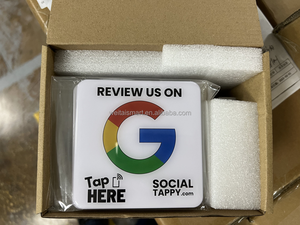 REVIEW US ON
G
Tap
HERE
SOCIAL
TAPPY.com